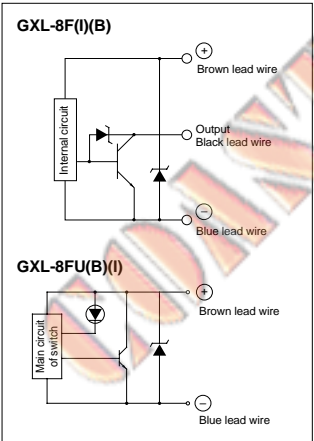 GXL-8F(I)(B)
+
Brown lead wire
Internal circuit
Output
Black lead wire
−
Blue lead wire
GXL-8FU(B)(I)
+
Brown lead wire
Main circuit
of switch
−
Blue lead wire